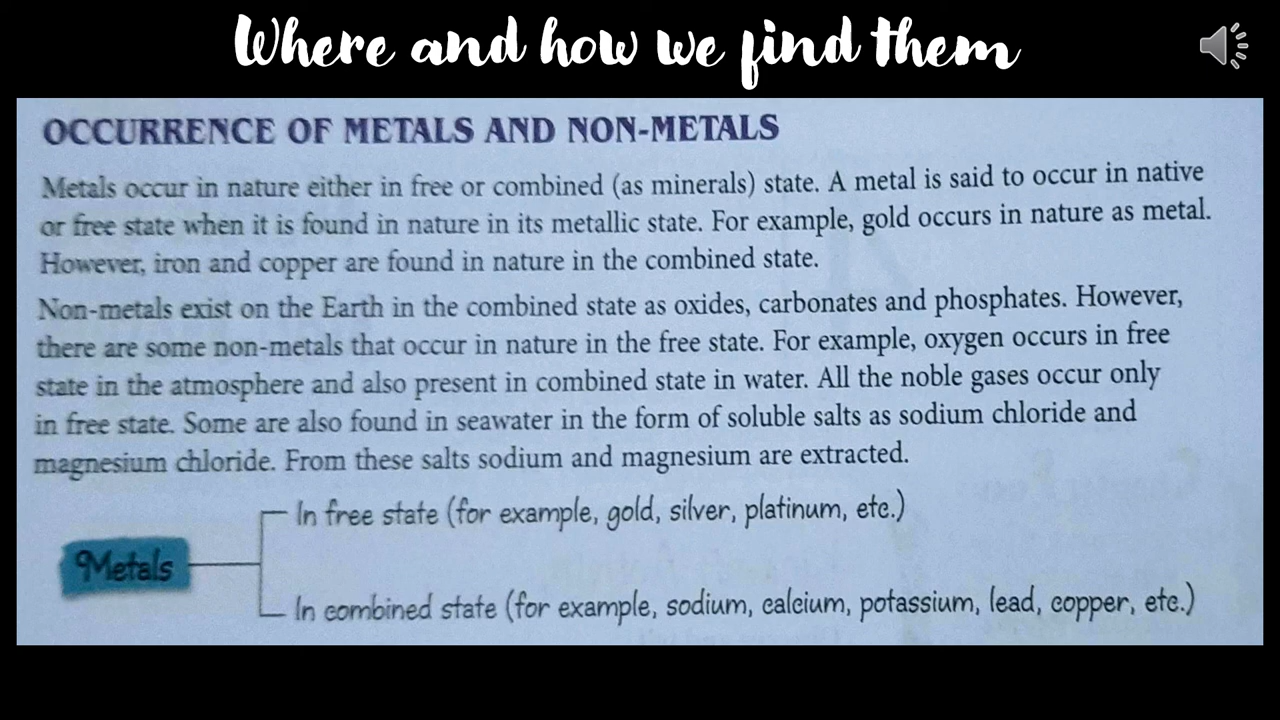 Where and how we find them
OCCURRENCE OF METALS AND NON-METALS
Metals occur in nature either in free or combined (as minerals) state. A metal is said to occur in native
or free state when it is found in nature in its metallic state. For example, gold occurs in nature as metal.
However, iron and copper are found in nature in the combined state.
Non-metals exist on the Earth in the combined state as oxides, carbonates and phosphates. However,
there are some non-metals that occur in nature in the free state. For example, oxygen occurs in free
state in the atmosphere and also present in combined state in water. All the noble gases occur only
in free state. Some are also found in seawater in the form of soluble salts as sodium chloride and
magnesium chloride. From these salts sodium and magnesium are extracted.
In free state (for example, gold, silver, platinum, etc.)
Metals
In combined state (for example, sodium, calcium, potassium, lead, copper, etc.)